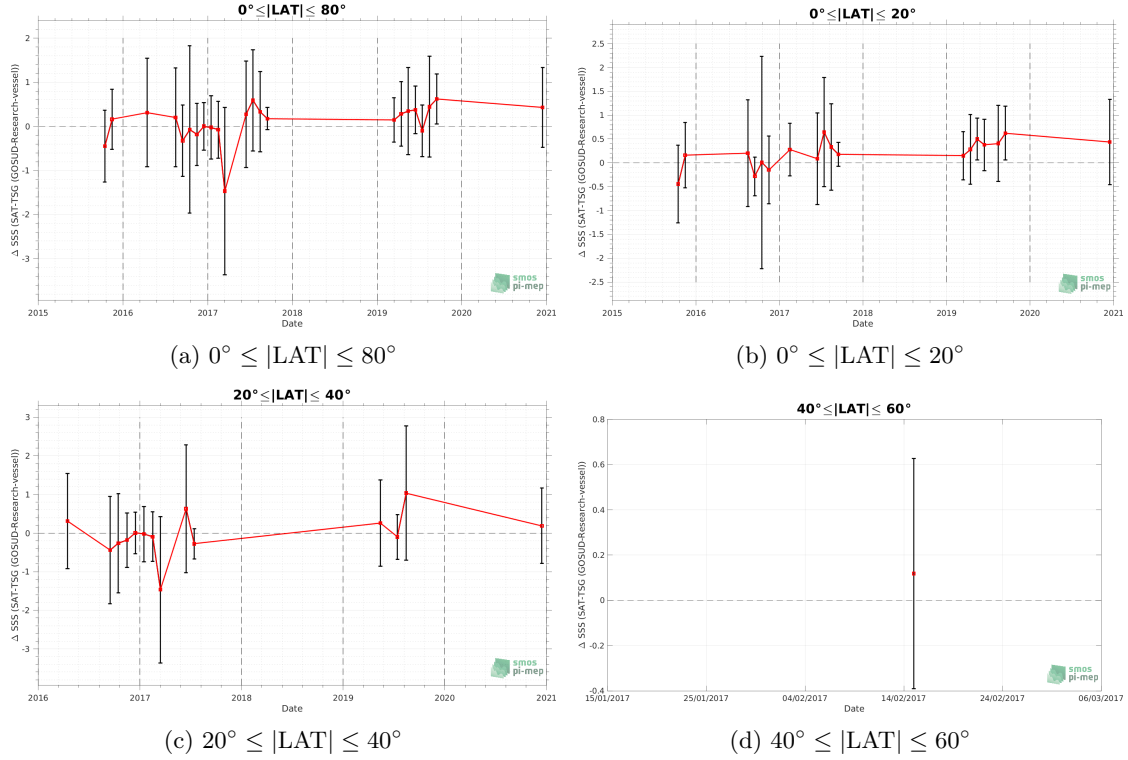 0°≤|LAT|≤ 80°
Δ SSS (SAT-TSG (GOSUD-Research-vessel))
2
1
0
-1
-2
-3
2015 2016 2017 2018 2019 2020 2021
Date
smos
pi-mep
(a) 0° ≤ |LAT| ≤ 80°
0°≤|LAT|≤ 20°
Δ SSS (SAT-TSG (GOSUD-Research-vessel))
2.5
2
1.5
1
0.5
0
-0.5
-1
-1.5
-2
-2.5
2015 2016 2017 2018 2019 2020 2021
Date
smos
pi-mep
(b) 0° ≤ |LAT| ≤ 20°
20°≤|LAT|≤ 40°
Δ SSS (SAT-TSG (GOSUD-Research-vessel))
3
2
1
0
-1
-2
-3
2016 2017 2018 2019 2020 2021
Date
smos
pi-mep
(c) 20° ≤ |LAT| ≤ 40°
40°≤|LAT|≤ 60°
Δ SSS (SAT-TSG (GOSUD-Research-vessel))
0.8
0.6
0.4
0.2
0
-0.2
-0.4
15/01/2017 25/01/2017 04/02/2017 14/02/2017 24/02/2017 06/03/2017
Date
smos
pi-mep
(d) 40° ≤ |LAT| ≤ 60°